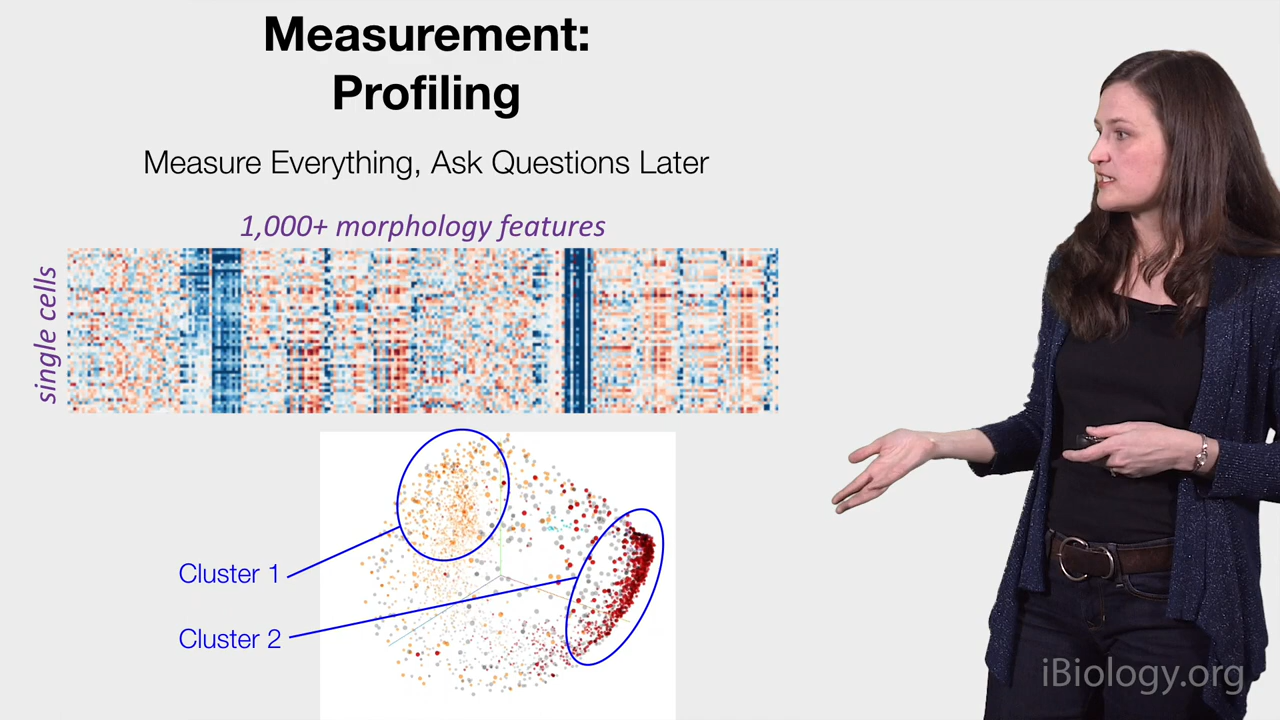 Measurement:
Profiling
Measure Everything, Ask Questions Later
1,000+ morphology features
single cells
Cluster 1
Cluster 2
iBiology.org